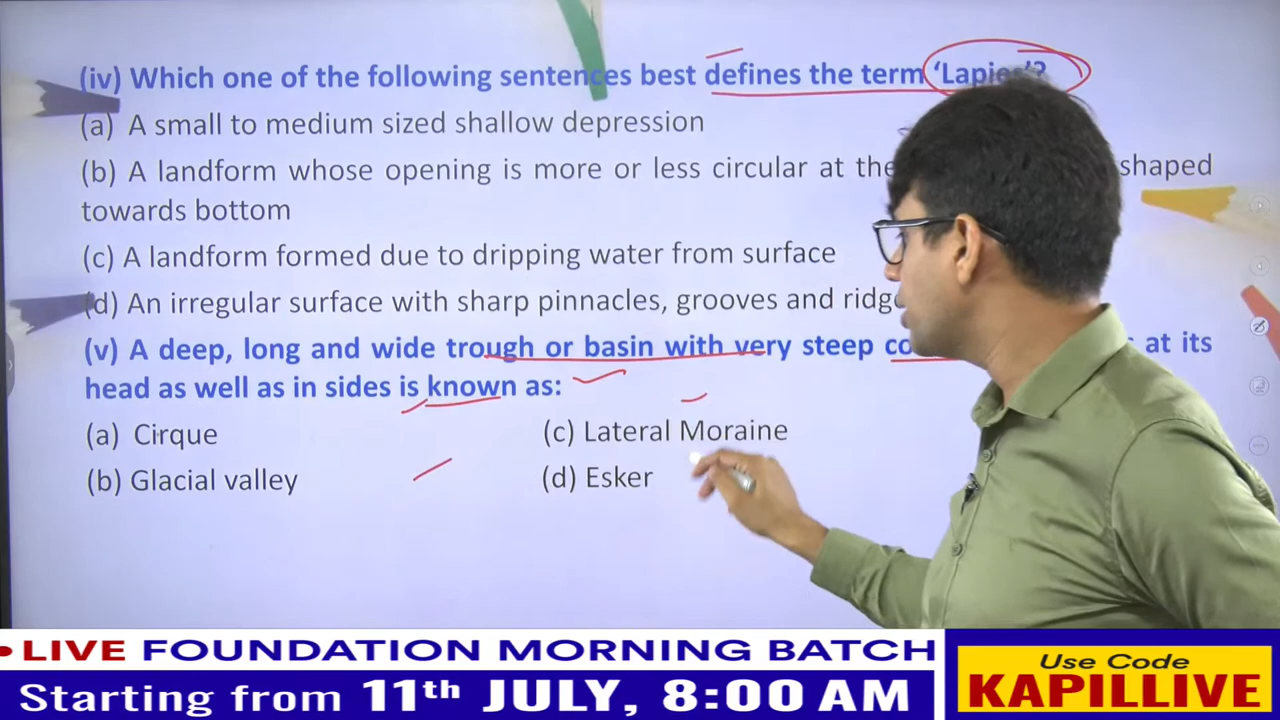 (iv) Which one of the following sentences best defines the term ‘Lapies’?
(a) A small to medium sized shallow depression
(b) A landform whose opening is more or less circular at the shaped
towards bottom
(c) A landform formed due to dripping water from surface
(d) An irregular surface with sharp pinnacles, grooves and
(v) A deep, long and wide trough or basin with very steep at its
head as well as in sides is known as:
(a) Cirque
(c) Lateral Moraine
(b) Glacial valley
(d) Esker
• LIVE FOUNDATION MORNING BATCH
Starting from 11th JULY, 8:00 AM
Use Code
KAPILLIVE